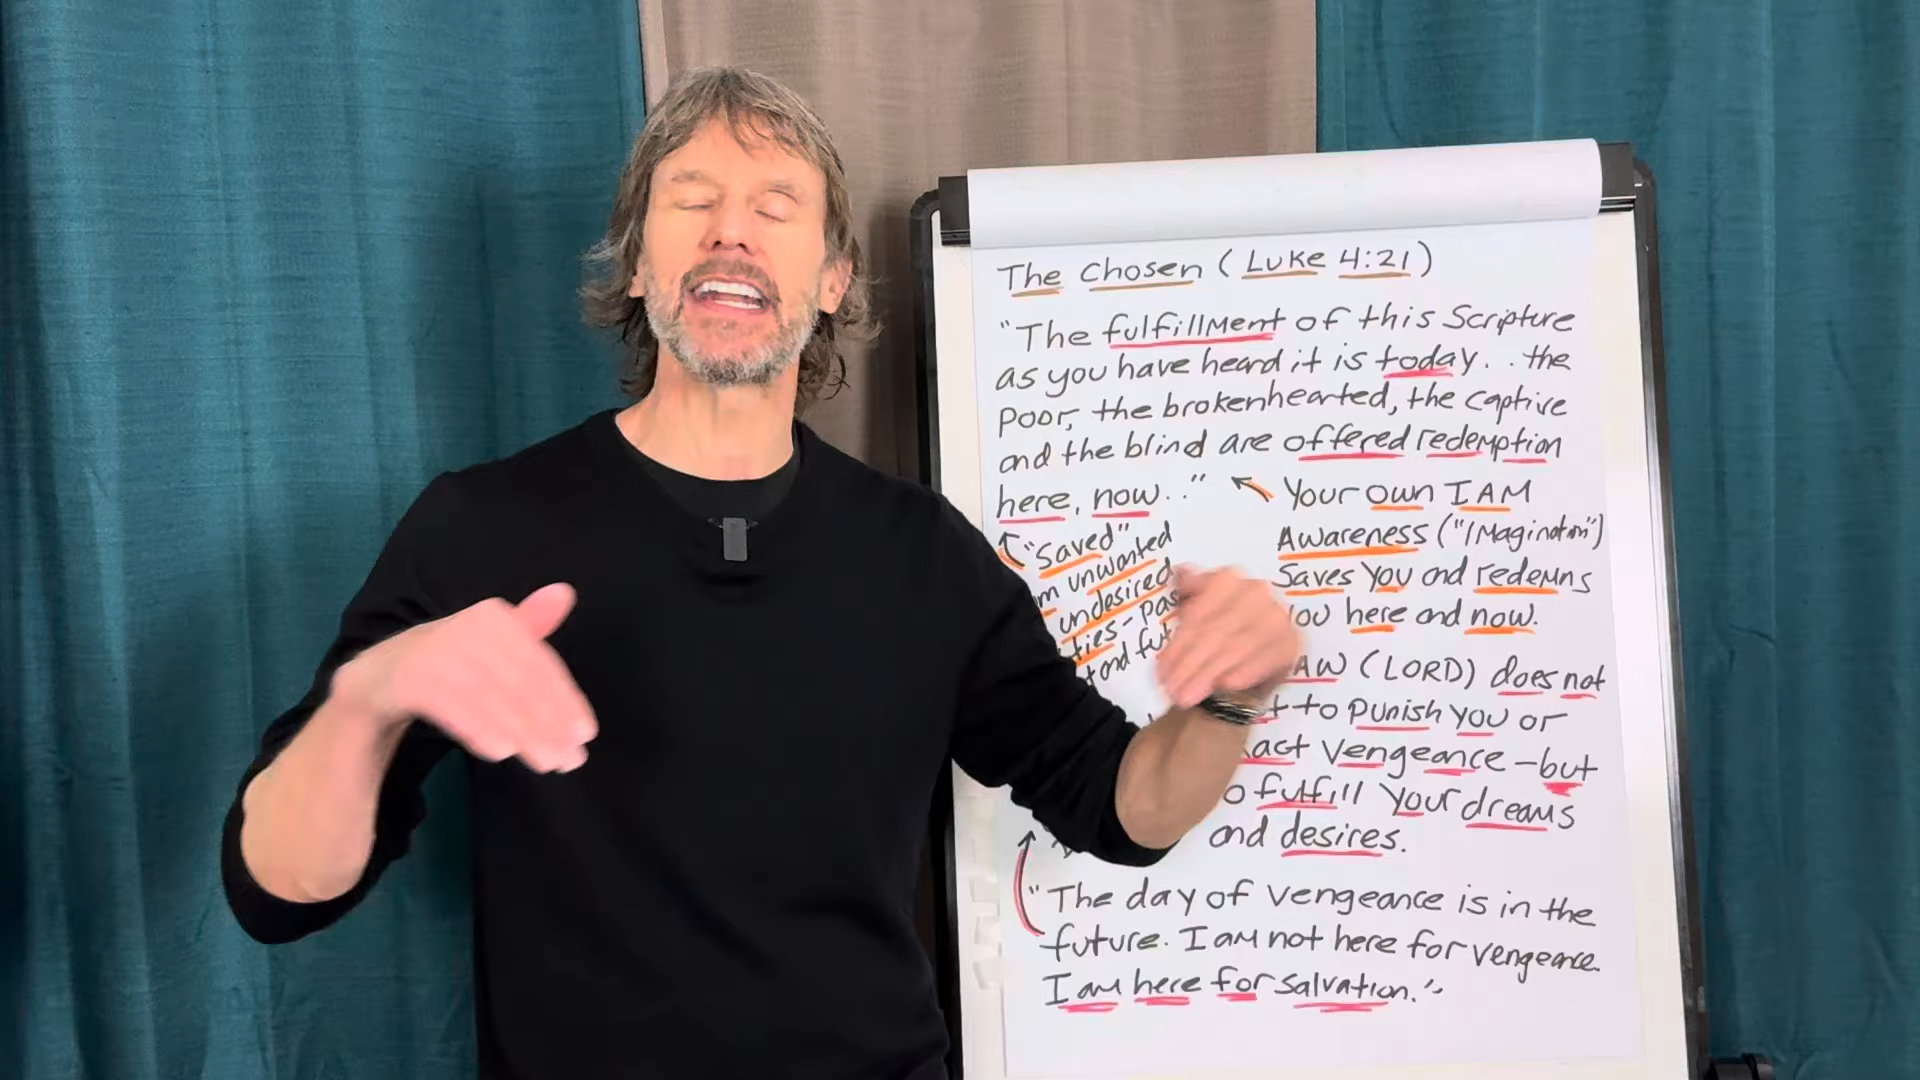 The Chosen (Luke 4:21)
"The fulfillment of this Scripture
as you have heard it is today.. the
poor, the brokenhearted, the captive
and the blind are offered redemption
here, now.."
Your own I AM
Awareness ("IMagination")
Saves you and redeems
here and now.
"Saved"
unwanted
undesired
and
(LORD) does not
to punish you or
vengeance - but
fulfill your dreams
and desires.
"The day of vengeance is in the
future. I am not here for vengeance.
I am here for salvation."